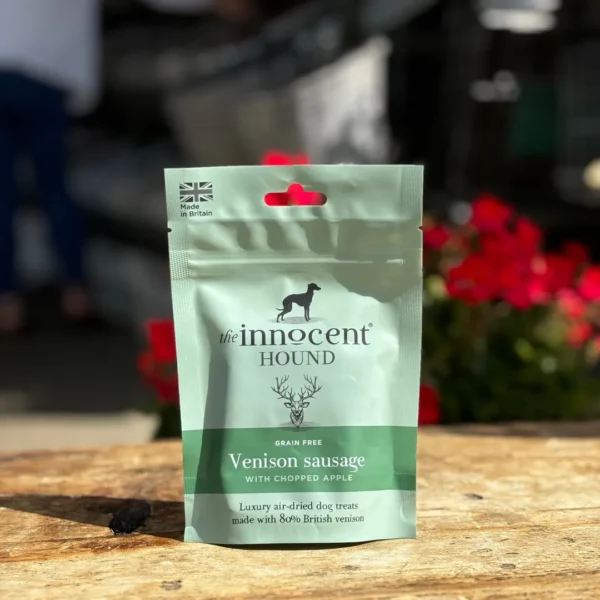 Made
in Britain
the innocent®
HOUND
GRAIN FREE
Venison sausage
WITH CHOPPED APPLE
Luxury air-dried dog treats
made with 80% British venison